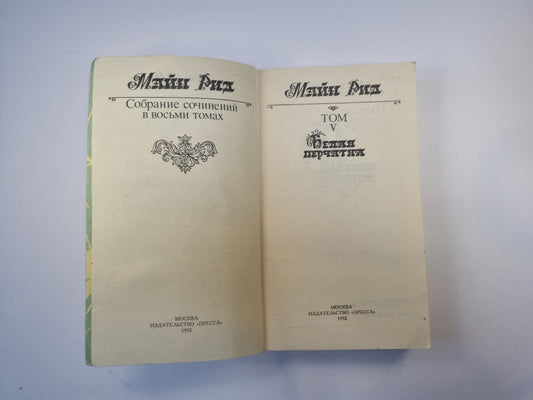 Майн Рид
Собрание сочинений
в восьми томах
МОСКВА
ИЗДАТЕЛЬСТВО «ПРЕССА»
1992
Майн Рид
ТОМ
V
Белая
перчатка
МОСКВА
ИЗДАТЕЛЬСТВО «ПРЕССА»
1992